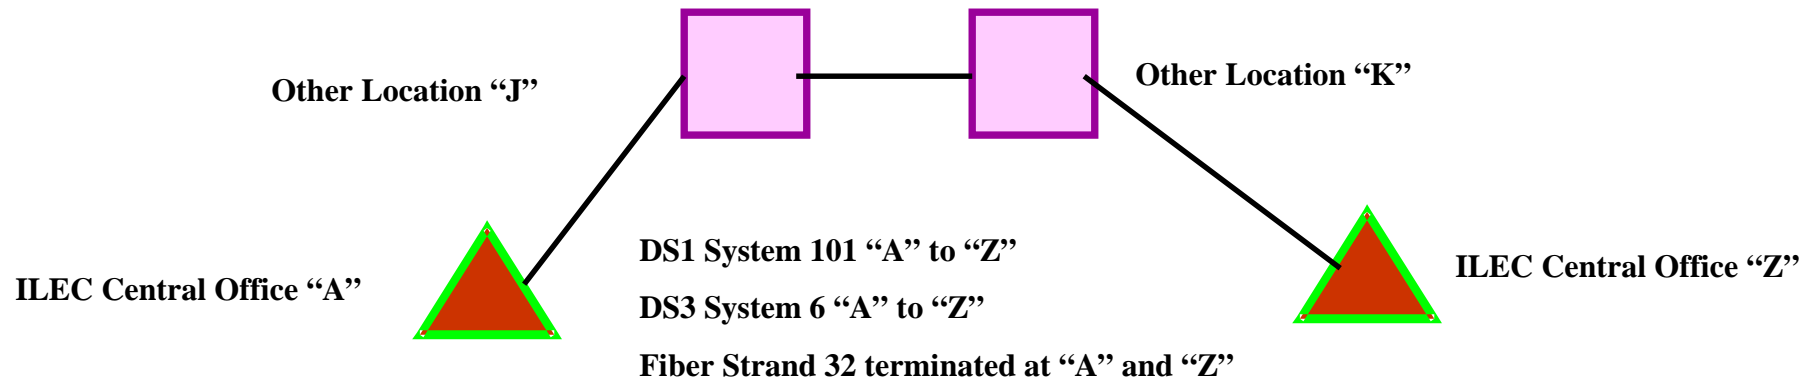 Other Location “J”
Other Location “K”
ILEC Central Office “A”
DS1 System 101 “A” to “Z”
DS3 System 6 “A” to “Z”
Fiber Strand 32 terminated at “A” and “Z”
ILEC Central Office “Z”